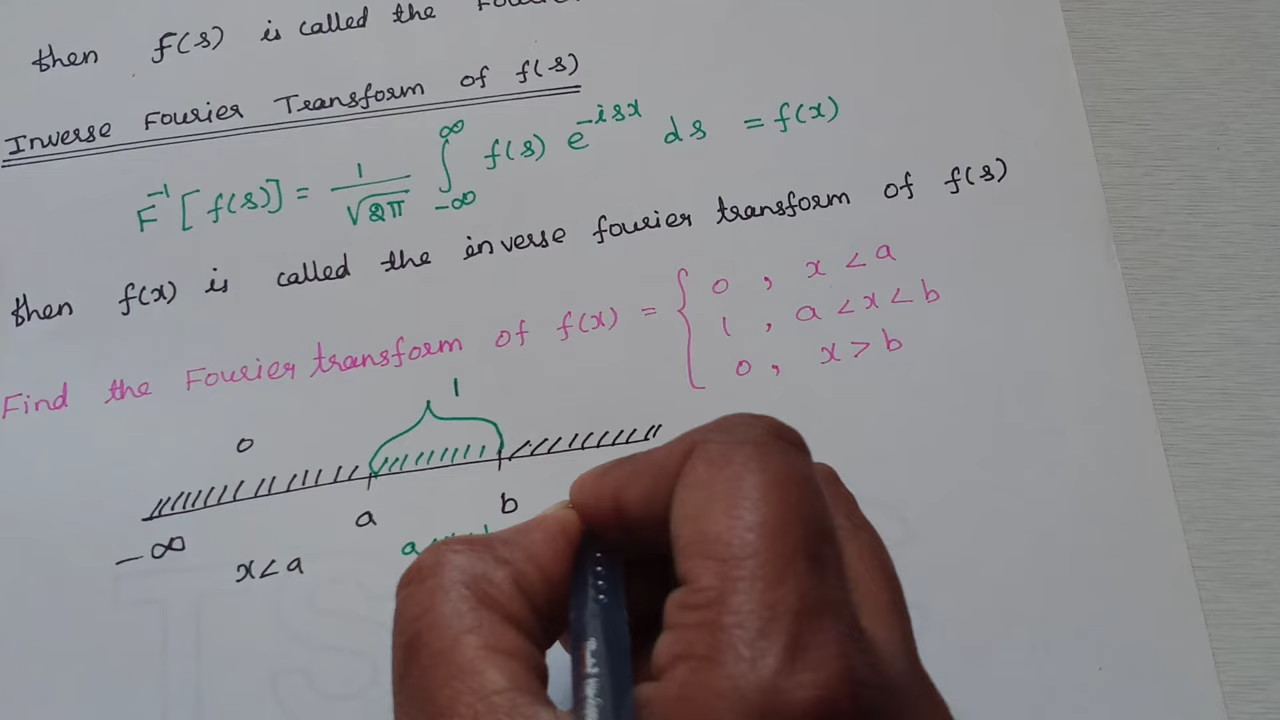 then f(s) is called the
Inverse Fourier Transform of f(s)
F⁻¹ [f(s)] = 1/√2π ∫_{-∞}^{∞} f(s) e^{-isx} ds = f(x)
then f(x) is called the inverse fourier transform of f(s)
Find the Fourier transform of f(x) = { 0 , x < a
1 , a < x < b
0 , x > b
1
0
a b
-∞
x < a